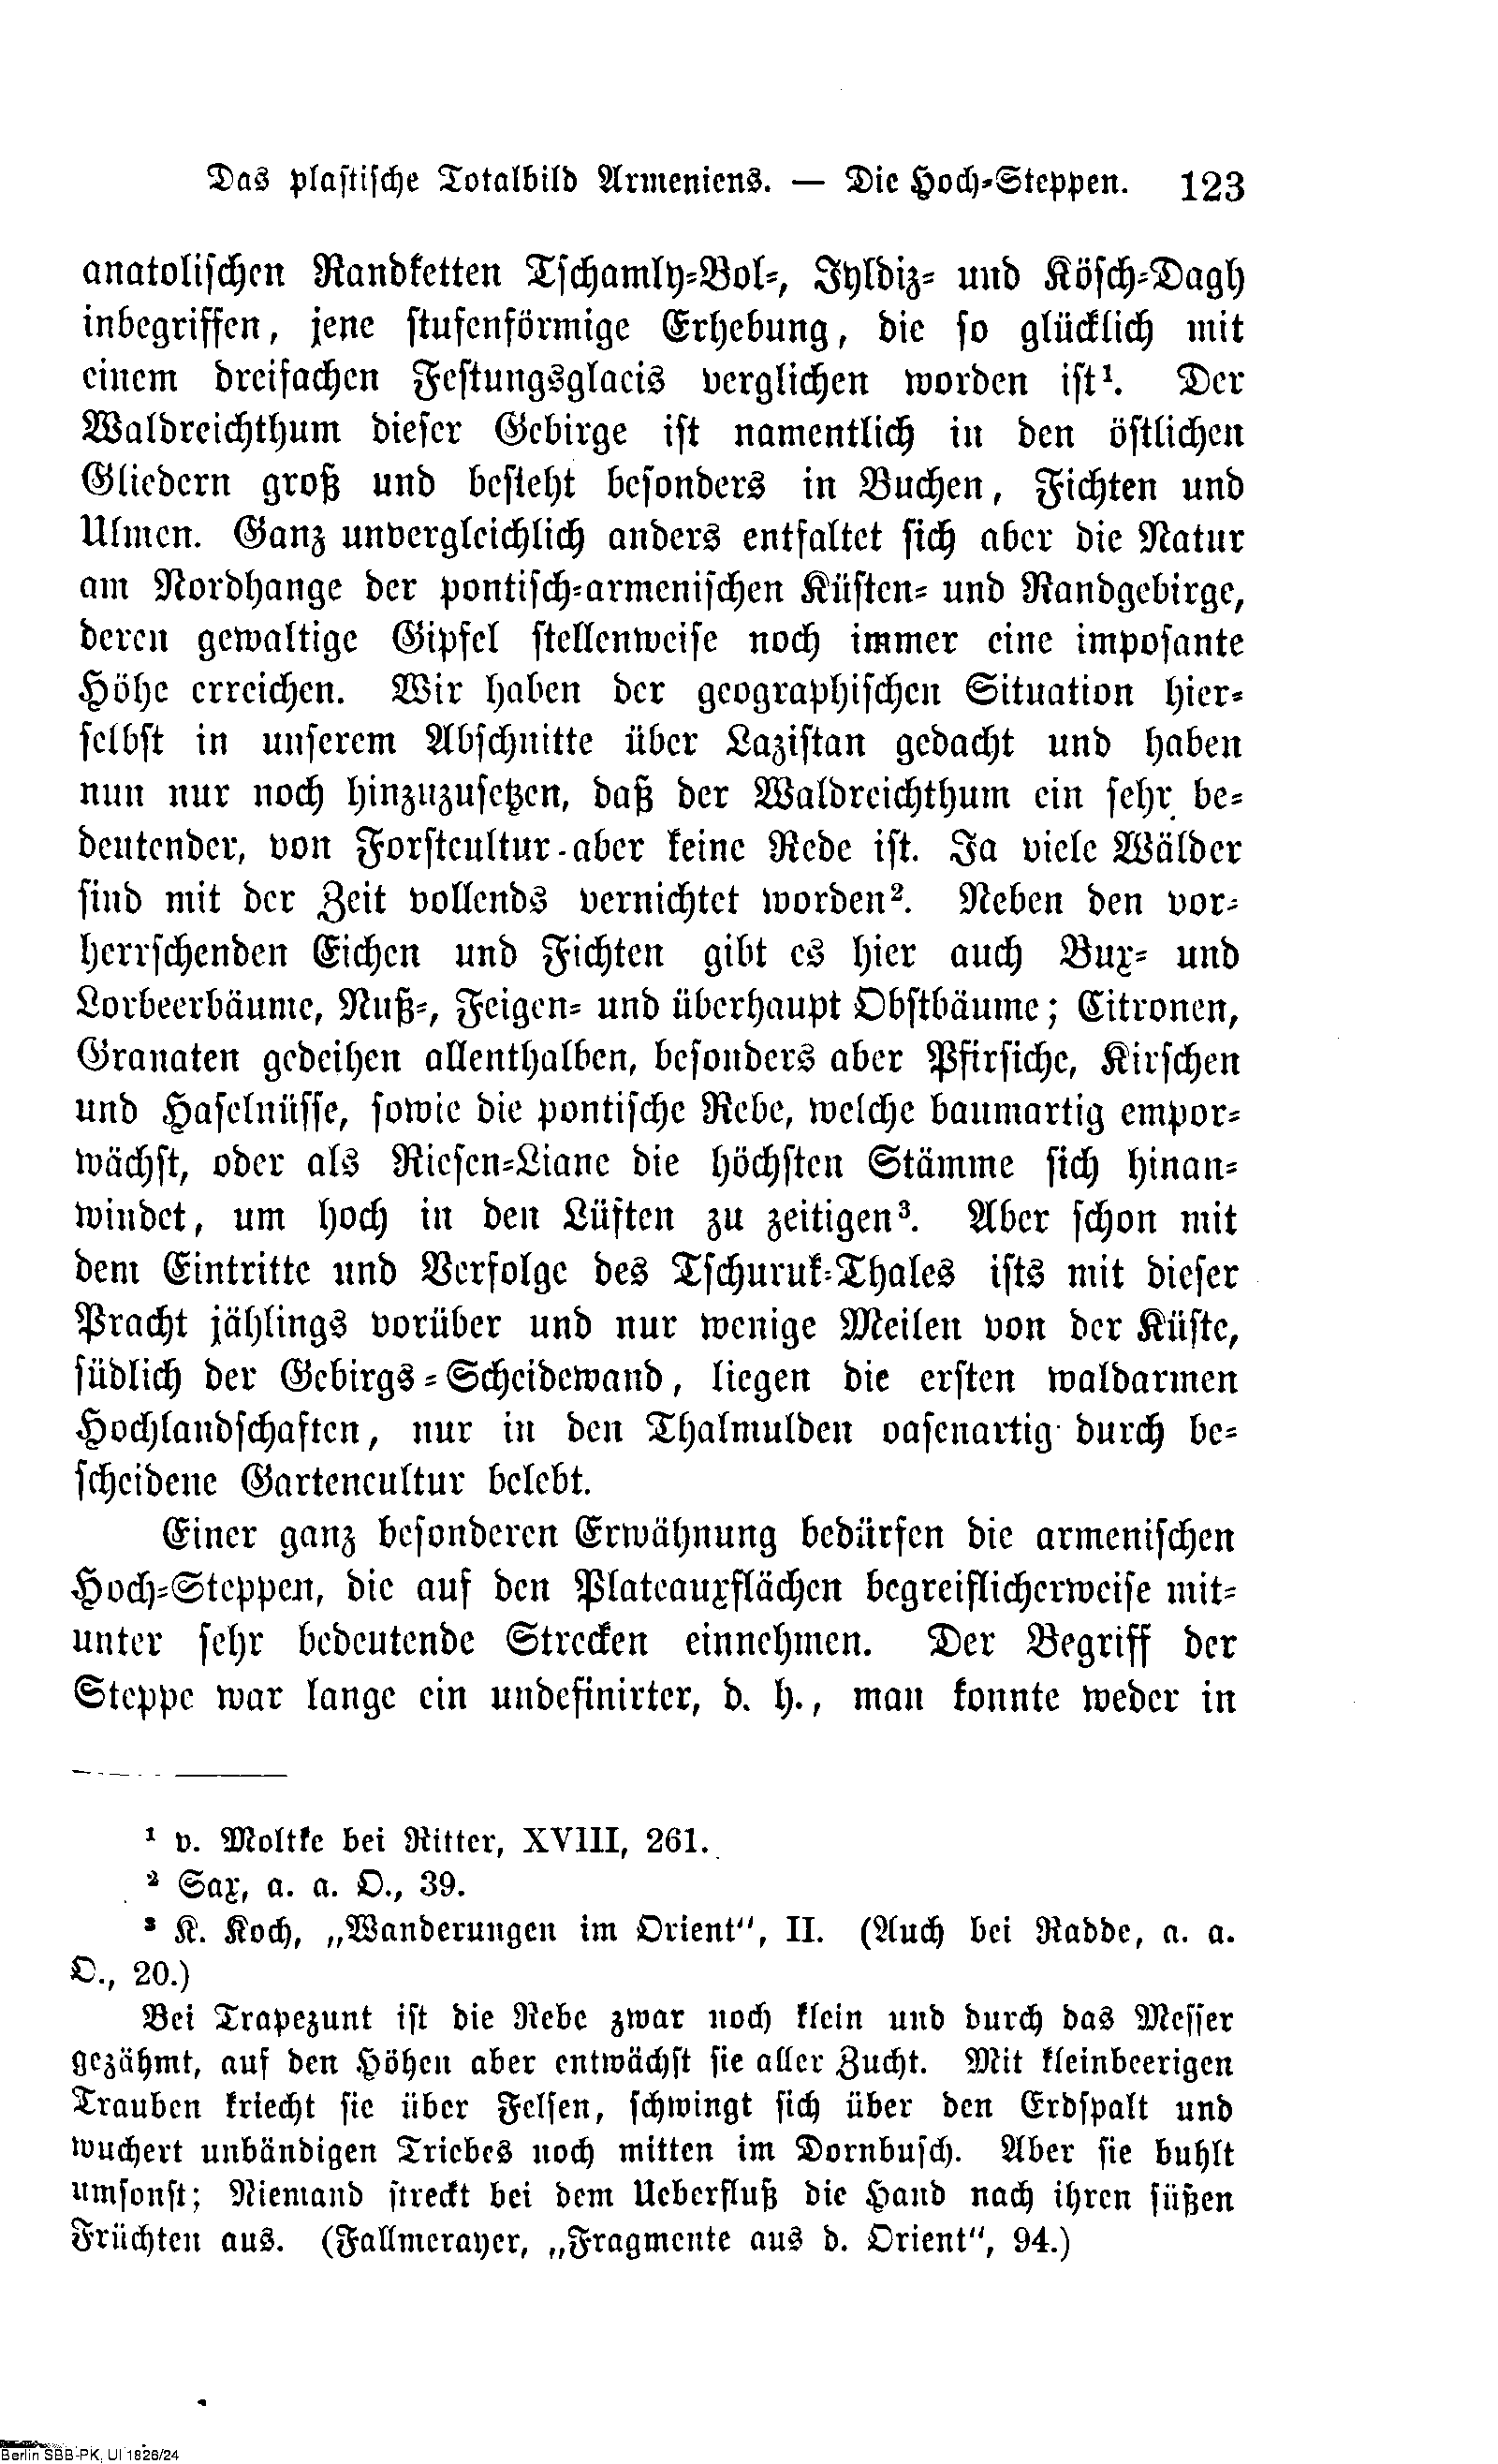 Das plastische Totalbild Armeniens. — Die Hoch-Steppen. 123
anatolischen Randketten Tschamly-Bol-, Jyldiz- und Kösch-Dagh
inbegriffen, jene stufenförmige Erhebung, die so glücklich mit
einem dreifachen Festungsglacis verglichen worden ist¹. Der
Waldreichthum dieser Gebirge ist namentlich in den östlichen
Gliedern groß und besteht besonders in Buchen, Fichten und
Ulmen. Ganz unvergleichlich anders entfaltet sich aber die Natur
am Nordhange der pontisch-armenischen Küsten- und Randgebirge,
deren gewaltige Gipfel stellenweise noch immer eine imposante
Höhe erreichen. Wir haben der geographischen Situation hier-
selbst in unserem Abschnitte über Lazistan gedacht und haben
nun nur noch hinzuzusetzen, daß der Waldreichthum ein sehr be-
deutender, von Forstcultur aber keine Rede ist. Ja viele Wälder
sind mit der Zeit vollends vernichtet worden². Neben den vor-
herrschenden Eichen und Fichten gibt es hier auch Bux- und
Lorbeerbäume, Nuß-, Feigen- und überhaupt Obstbäume; Citronen,
Granaten gedeihen allenthalben, besonders aber Pfirsiche, Kirschen
und Haselnüsse, sowie die pontische Rebe, welche baumartig empor-
wächst, oder als Riesen-Liane die höchsten Stämme sich hinan-
windet, um hoch in den Lüften zu zeitigen³. Aber schon mit
dem Eintritte und Verfolge des Tschuruk-Thales ists mit dieser
Pracht jählings vorüber und nur wenige Meilen von der Küste,
südlich der Gebirgs-Scheidewand, liegen die ersten waldarmen
Hochlandschaften, nur in den Thalmulden oasenartig durch be-
scheidene Gartencultur belebt.
Einer ganz besonderen Erwähnung bedürfen die armenischen
Hoch-Steppen, die auf den Plateauxflächen begreiflicherweise mit-
unter sehr bedeutende Strecken einnehmen. Der Begriff der
Steppe war lange ein undefinirter, d. h., man konnte weder in
¹ v. Moltke bei Ritter, XVIII, 261.
² Sax, a. a. O., 39.
³ K. Koch, „Wanderungen im Orient“, II. (Auch bei Radde, a. a.
O., 20.)
Bei Trapezunt ist die Rebe zwar noch klein und durch das Messer
gezähmt, auf den Höhen aber entwächst sie aller Zucht. Mit kleinbeerigen
Trauben kriecht sie über Felsen, schwingt sich über den Erdspalt und
wuchert unbändigen Triebes noch mitten im Dornbusch. Aber sie buhlt
umsonst; Niemand streckt bei dem Ueberfluß die Hand nach ihren süßen
Früchten aus. (Fallmerayer, „Fragmente aus d. Orient“, 94.)
Berlin SBB-PK, UI 1826/24